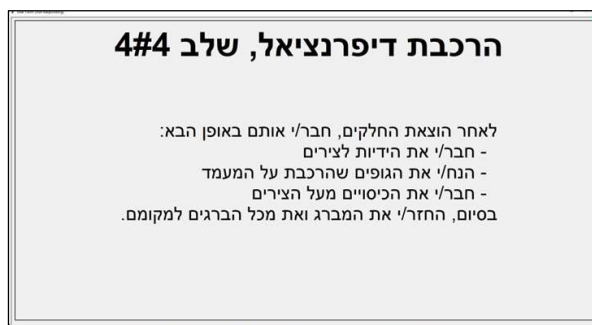 הרכבת דיפרנציאל, שלב 4#4
לאחר הוצאת החלקים, חבר/י אותם באופן הבא:
- חבר/י את הידיות לצירים
- הנח/י את הגופים שהרכבת על המעמד
- חבר/י את הכיסויים מעל הצירים
בסיום, החזר/י את המברג ואת מכל הברגים למקומם.